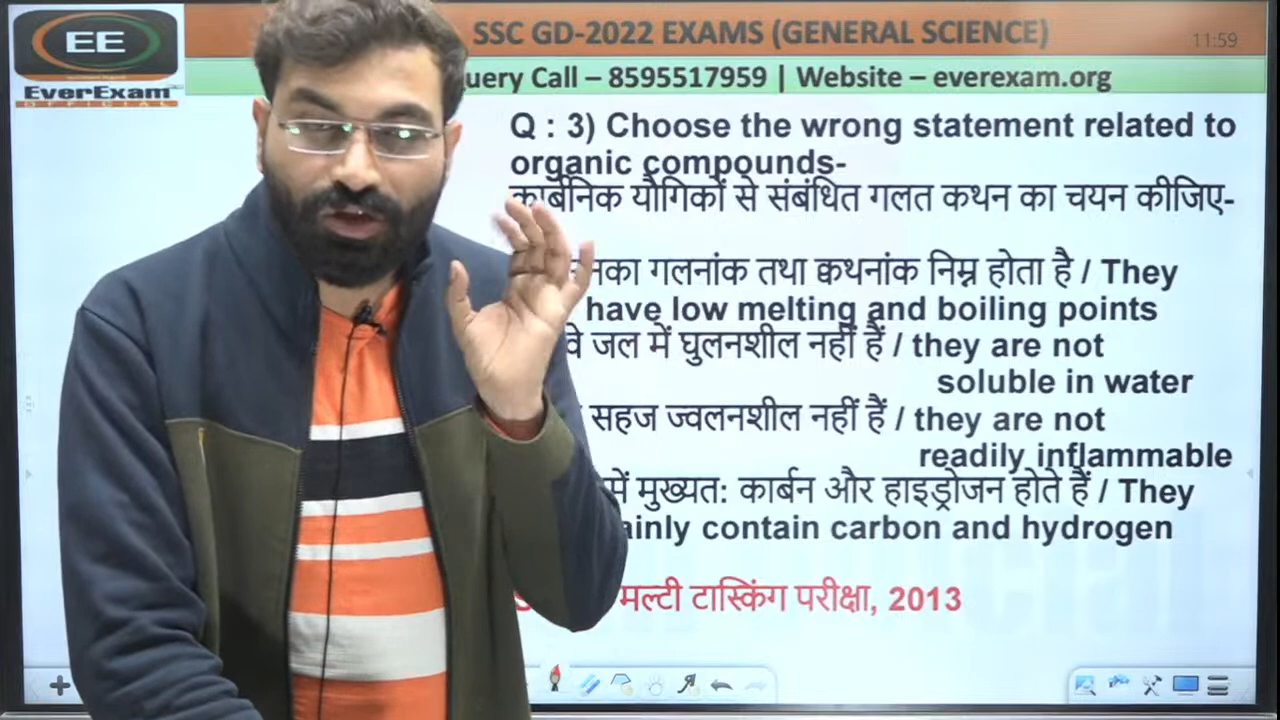 EE
EverExam
OFFICIAL
SSC GD-2022 EXAMS (GENERAL SCIENCE)
11:59
Call – 8595517959 | Website – everexam.org
Q : 3) Choose the wrong statement related to
organic compounds-
कार्बनिक यौगिकों से संबंधित गलत कथन का चयन कीजिए-
गलनांक तथा क्वथनांक निम्न होता है / They
have low melting and boiling points
वे जल में घुलनशील नहीं हैं / they are not
soluble in water
सहज ज्वलनशील नहीं हैं / they are not
readily inflammable
में मुख्यत: कार्बन और हाइड्रोजन होते हैं / They
contain carbon and hydrogen
मल्टी टास्किंग परीक्षा, 2013